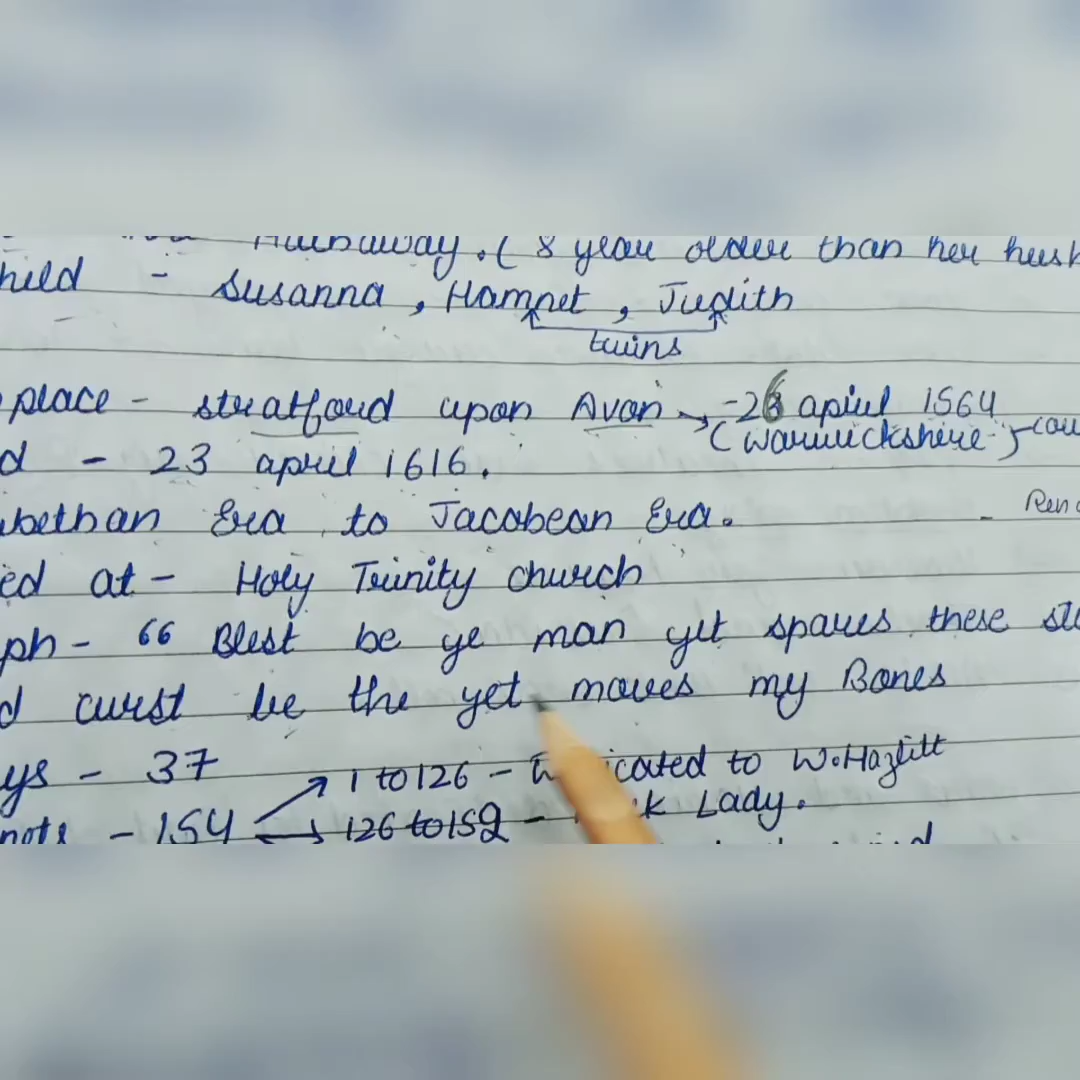 Hathaway. ( 8 year older than her husb
hild - Susanna, Hamnet, Judith
twins
place - stratford upon Avon -26 april 1564
(Warwickshire)
d - 23 april 1616.
bethan Era to Jacobean Era.
ed at - Holy Trinity church
ph - 66 Blest be ye man yet spares these
d curst be the yet moves my Bones
ys - 37
1 to 126 - icated to W. Hazlitt
nots - 154
126 to 152 - k Lady.